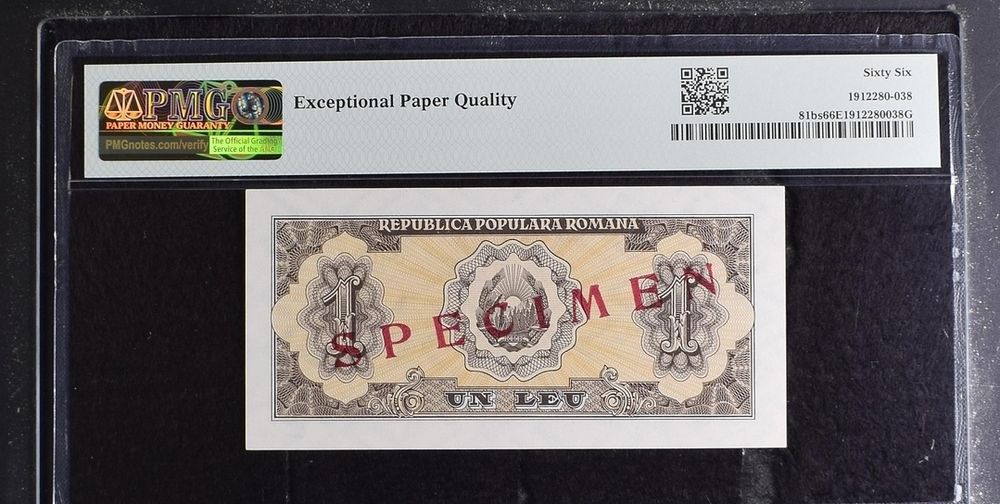 PMG
PAPER MONEY GUARANTY
PMGnotes.com/verify
The Official Grading
Service of the ANA
Exceptional Paper Quality
Sixty Six
1912280-038
81bs66E1912280038G
REPUBLICA POPULARA ROMANA
1 1
SPECIMEN
UN LEU